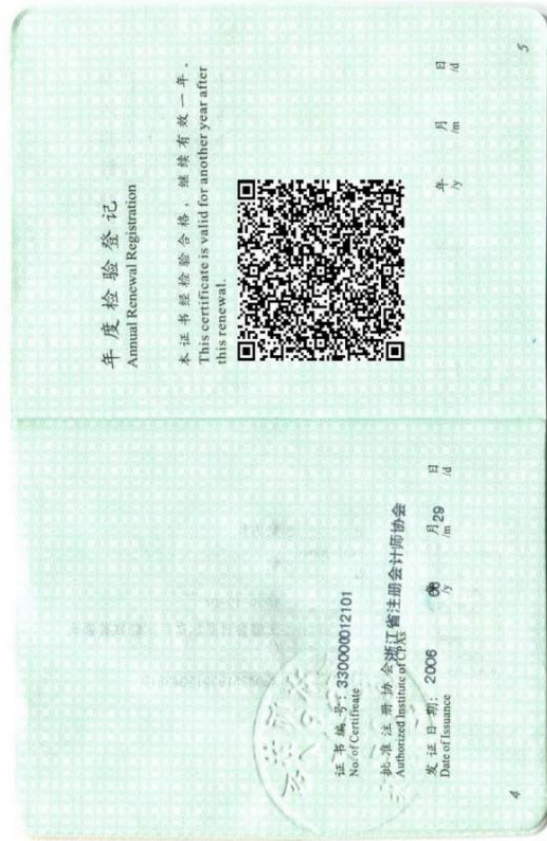 证书编号：330000012101
No. of Certificate
批准注册协会浙江省注册会计师协会
Authorized Institute of CPAs
发证日期：2006 年 06 月 29 日
Date of Issuance /y /m /d
4
年度检验登记
Annual Renewal Registration
本证书经检验合格，继续有效一年。
This certificate is valid for another year after
this renewal.
年 月 日
/y /m /d
5